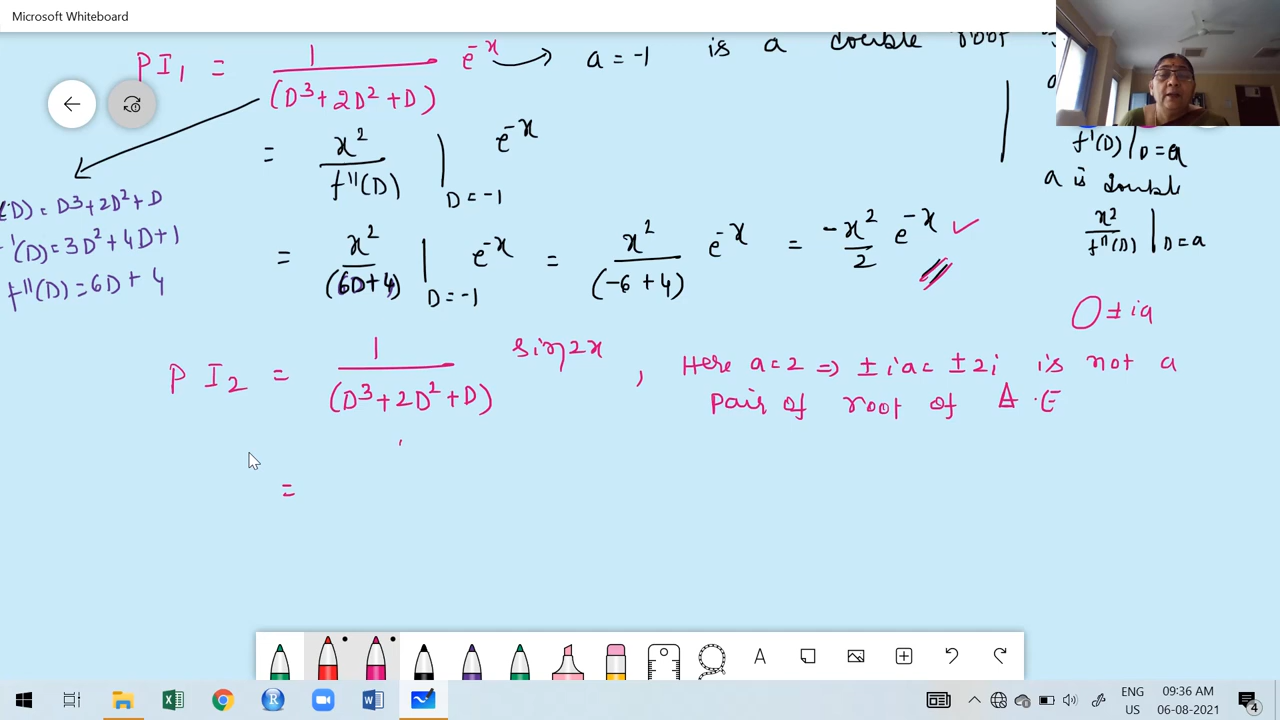 Microsoft Whiteboard
is a double root
PI₁ = 1/(D³+2D²+D) e⁻ˣ → a = -1
= x²/f''(D) |D=-1 e⁻ˣ
f'(D) |D=a
a is double
x²/f''(D) |D=a
(D) = D³+2D²+D
'(D) = 3D²+4D+1
f''(D) = 6D+4
= x²/(6D+4) |D=-1 e⁻ˣ = x²/(-6+4) e⁻ˣ = -x²/2 e⁻ˣ ✓
0 ± ia
P I₂ = 1/(D³+2D²+D) sin2x , Here a=2 ⇒ ±ia = ±2i is not a
pair of root of A.E
=
A
ENG
US
09:36 AM
06-08-2021
4